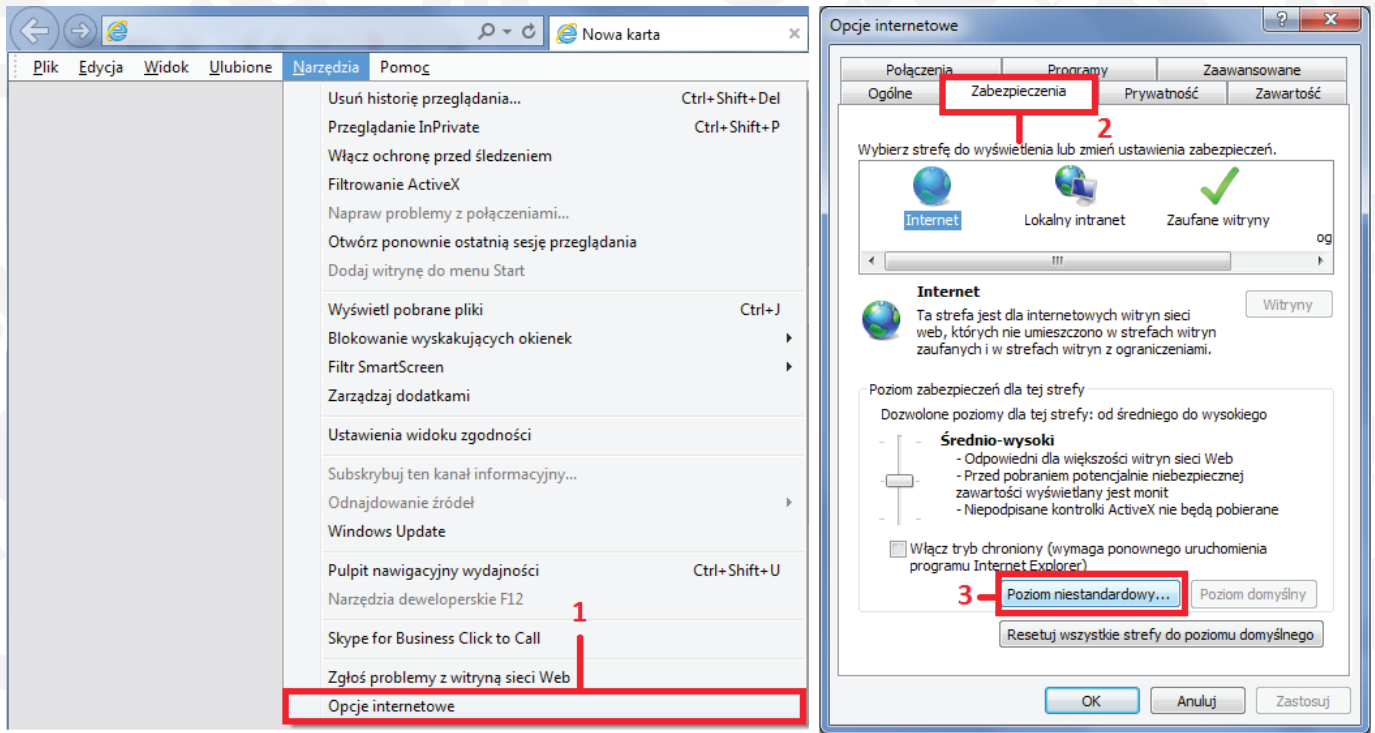 Nowa karta
Plik Edycja Widok Ulubione Narzędzia Pomoc
Usuń historię przeglądania... Ctrl+Shift+Del
Przeglądanie InPrivate Ctrl+Shift+P
Włącz ochronę przed śledzeniem
Filtrowanie ActiveX
Napraw problemy z połączeniami...
Otwórz ponownie ostatnią sesję przeglądania
Dodaj witrynę do menu Start
Wyświetl pobrane pliki Ctrl+J
Blokowanie wyskakujących okienek
Filtr SmartScreen
Zarządzaj dodatkami
Ustawienia widoku zgodności
Subskrybuj ten kanał informacyjny...
Odnajdowanie źródeł
Windows Update
Pulpit nawigacyjny wydajności Ctrl+Shift+U
Narzędzia deweloperskie F12
1
Skype for Business Click to Call
Zgłoś problemy z witryną sieci Web
Opcje internetowe
Opcje internetowe
Połączenia Programy Zaawansowane
Ogólne Zabezpieczenia Prywatność Zawartość
2
Wybierz strefę do wyświetlenia lub zmień ustawienia zabezpieczeń.
Internet Lokalny intranet Zaufane witryny
og
Internet
Witryny
Ta strefa jest dla internetowych witryn sieci
web, których nie umieszczono w strefach witryn
zaufanych i w strefach witryn z ograniczeniami.
Poziom zabezpieczeń dla tej strefy
Dozwolone poziomy dla tej strefy: od średniego do wysokiego
Średnio-wysoki
- Odpowiedni dla większości witryn sieci Web
- Przed pobraniem potencjalnie niebezpiecznej
zawartości wyświetlany jest monit
- Niepodpisane kontrolki ActiveX nie będą pobierane
Włącz tryb chroniony (wymaga ponownego uruchomienia
programu Internet Explorer)
3 Poziom niestandardowy... Poziom domyślny
Resetuj wszystkie strefy do poziomu domyślnego
OK Anuluj Zastosuj